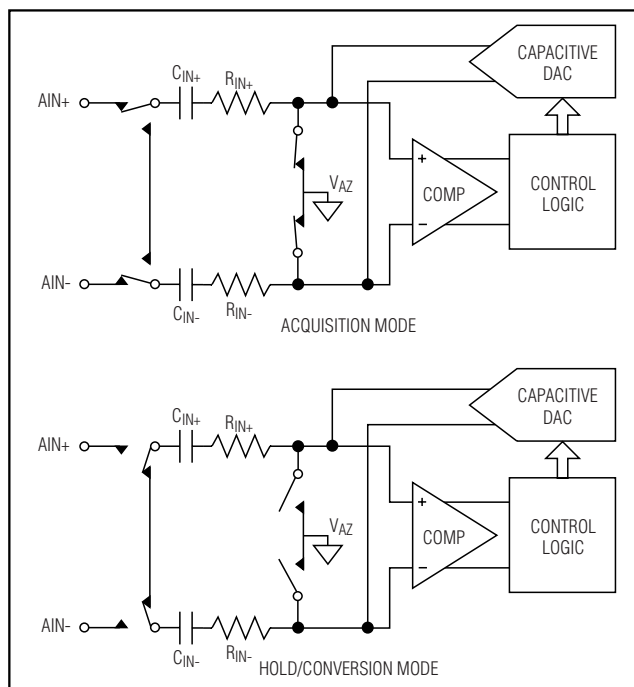 CAPACITIVE
DAC
CIN+
RIN+
AIN+
VAZ
+
COMP
−
CONTROL
LOGIC
AIN-
CIN-
RIN-
ACQUISITION MODE
CAPACITIVE
DAC
CIN+
RIN+
AIN+
VAZ
+
COMP
−
CONTROL
LOGIC
AIN-
CIN-
RIN-
HOLD/CONVERSION MODE